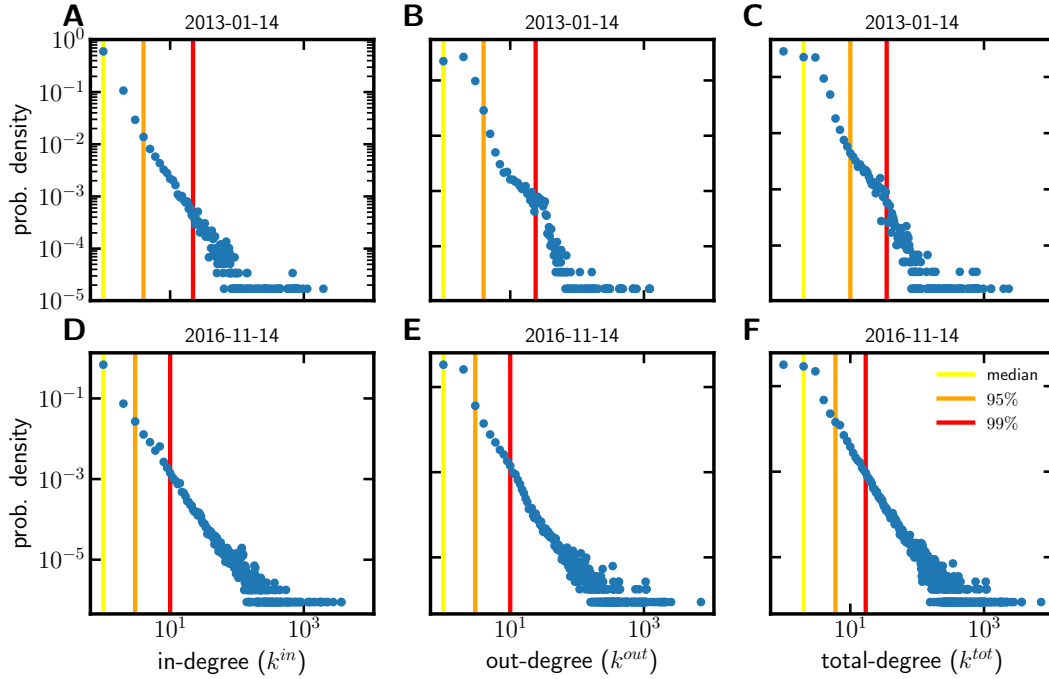 A 2013-01-14
B 2013-01-14
C 2013-01-14
prob. density
10^0
10^{-1}
10^{-2}
10^{-3}
10^{-4}
10^{-5}
D 2016-11-14
E 2016-11-14
F 2016-11-14
prob. density
10^{-1}
10^{-3}
10^{-5}
median
95%
99%
10^1 10^3
10^1 10^3
10^1 10^3
in-degree (k^{in})
out-degree (k^{out})
total-degree (k^{tot})